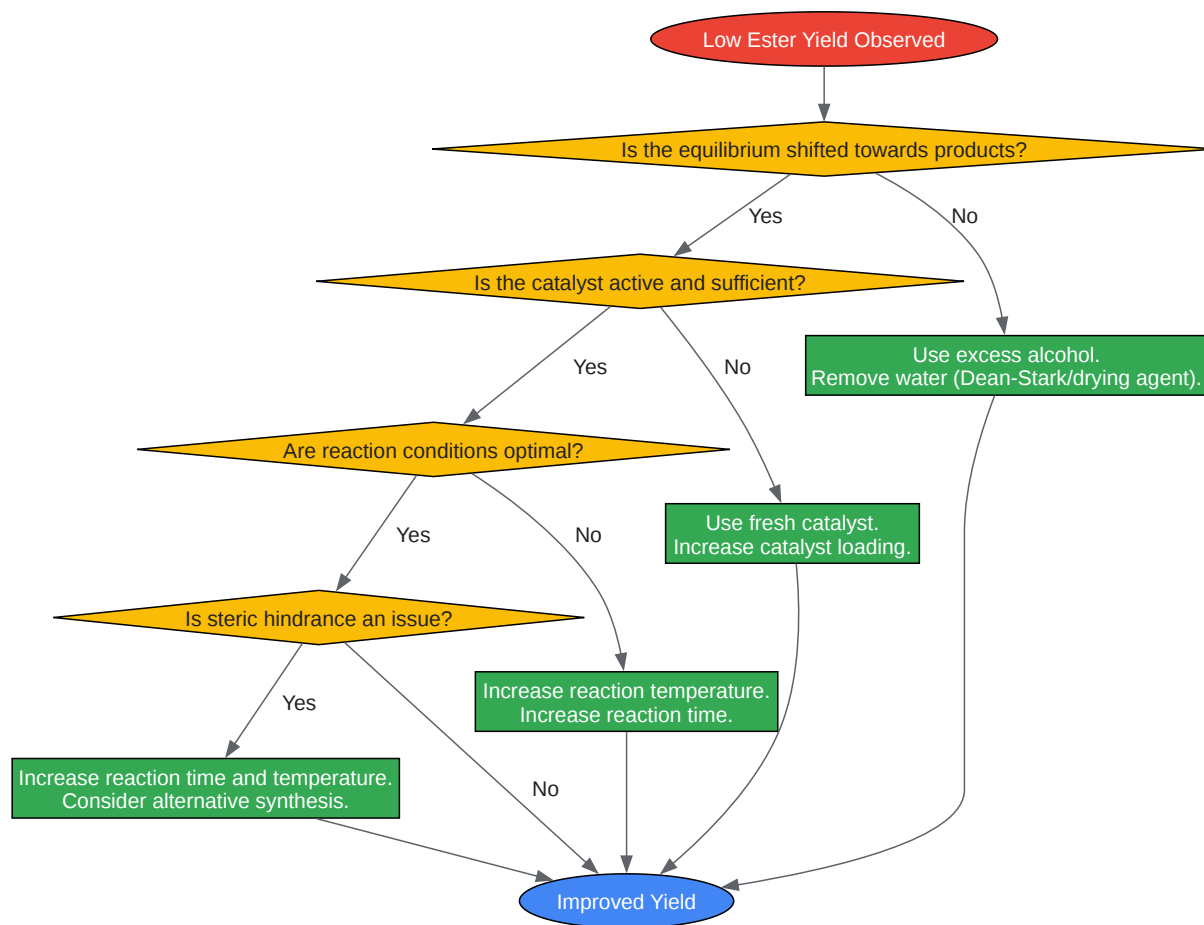 Low Ester Yield Observed
Is the equilibrium shifted towards products?
Yes
No
Is the catalyst active and sufficient?
Use excess alcohol.
Remove water (Dean-Stark/drying agent).
Yes
No
Are reaction conditions optimal?
Use fresh catalyst.
Increase catalyst loading.
Yes
No
Is steric hindrance an issue?
Increase reaction temperature.
Increase reaction time.
Yes
No
Increase reaction time and temperature.
Consider alternative synthesis.
Improved Yield